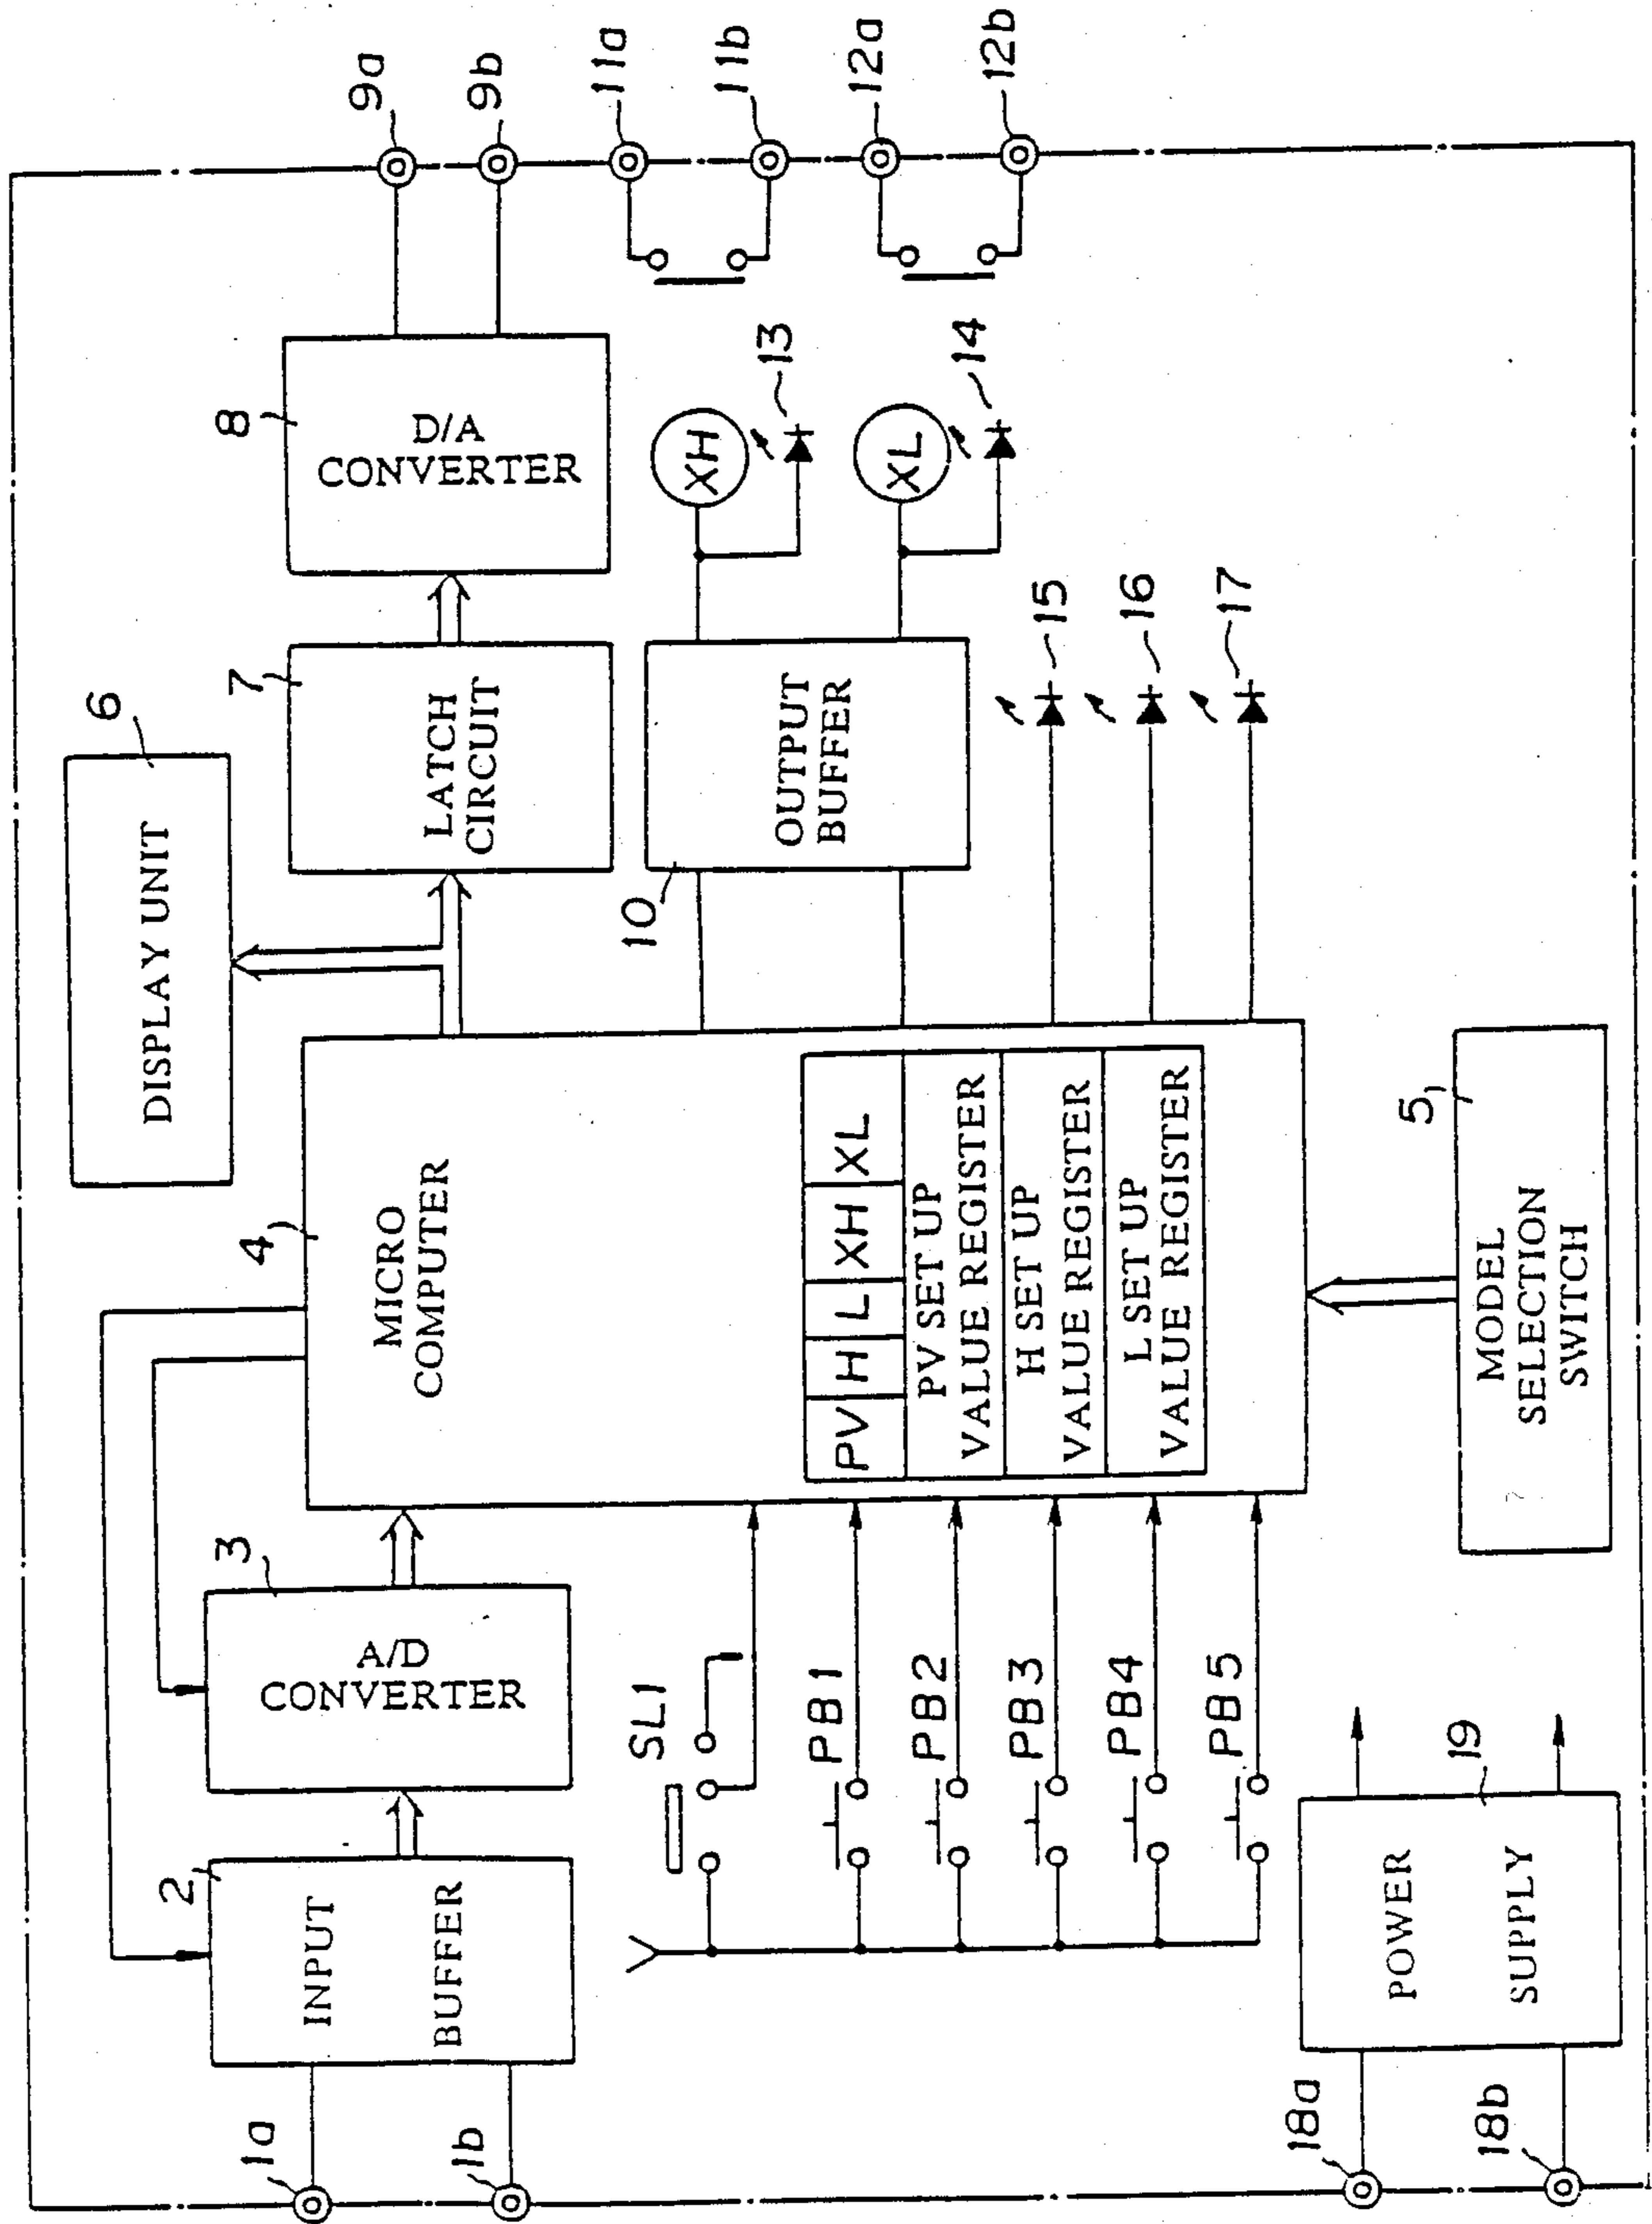 6
DISPLAY UNIT
4
MICRO
COMPUTER
7
LATCH
CIRCUIT
8
D/A
CONVERTER
9a
9b
3
A/D
CONVERTER
2
INPUT
BUFFER
1a
1b
10
OUTPUT
BUFFER
XH
13
XL
14
11a
11b
12a
12b
15
16
17
SL1
PB1
PB2
PB3
PB4
PB5
PV H L XH XL
PV SET UP
VALUE REGISTER
H SET UP
VALUE REGISTER
L SET UP
VALUE REGISTER
5
MODEL
SELECTION
SWITCH
19
POWER
SUPPLY
18a
18b